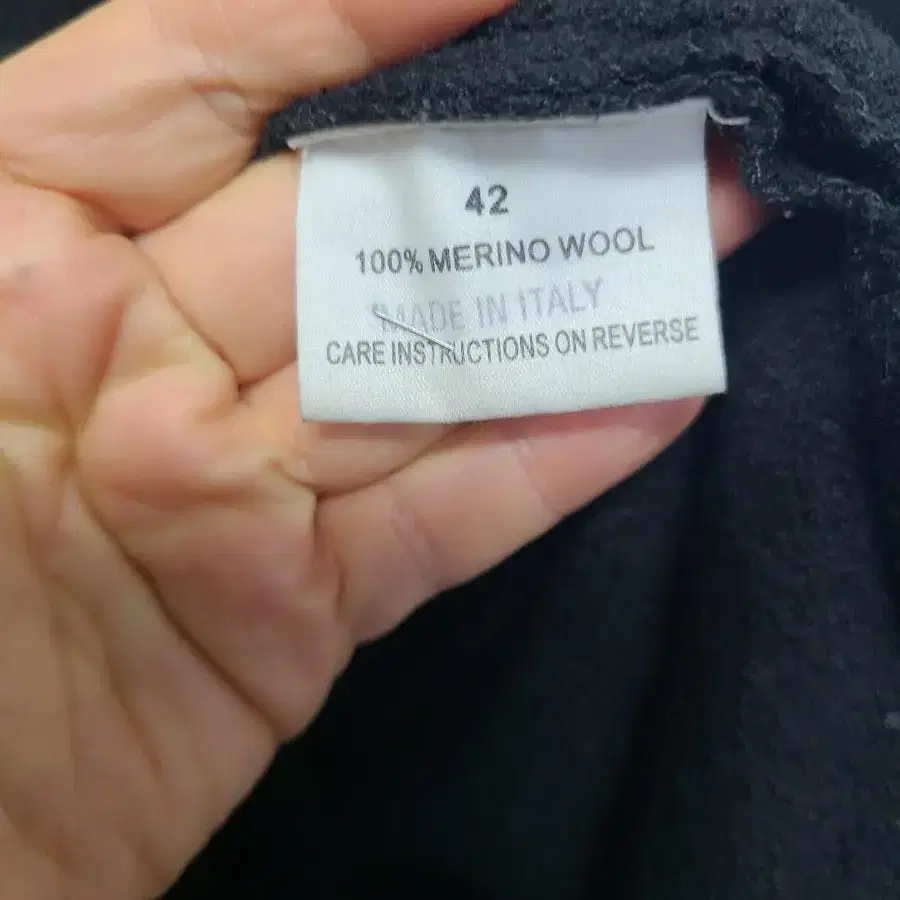 42
100% MERINO WOOL
MADE IN ITALY
CARE INSTRUCTIONS ON REVERSE